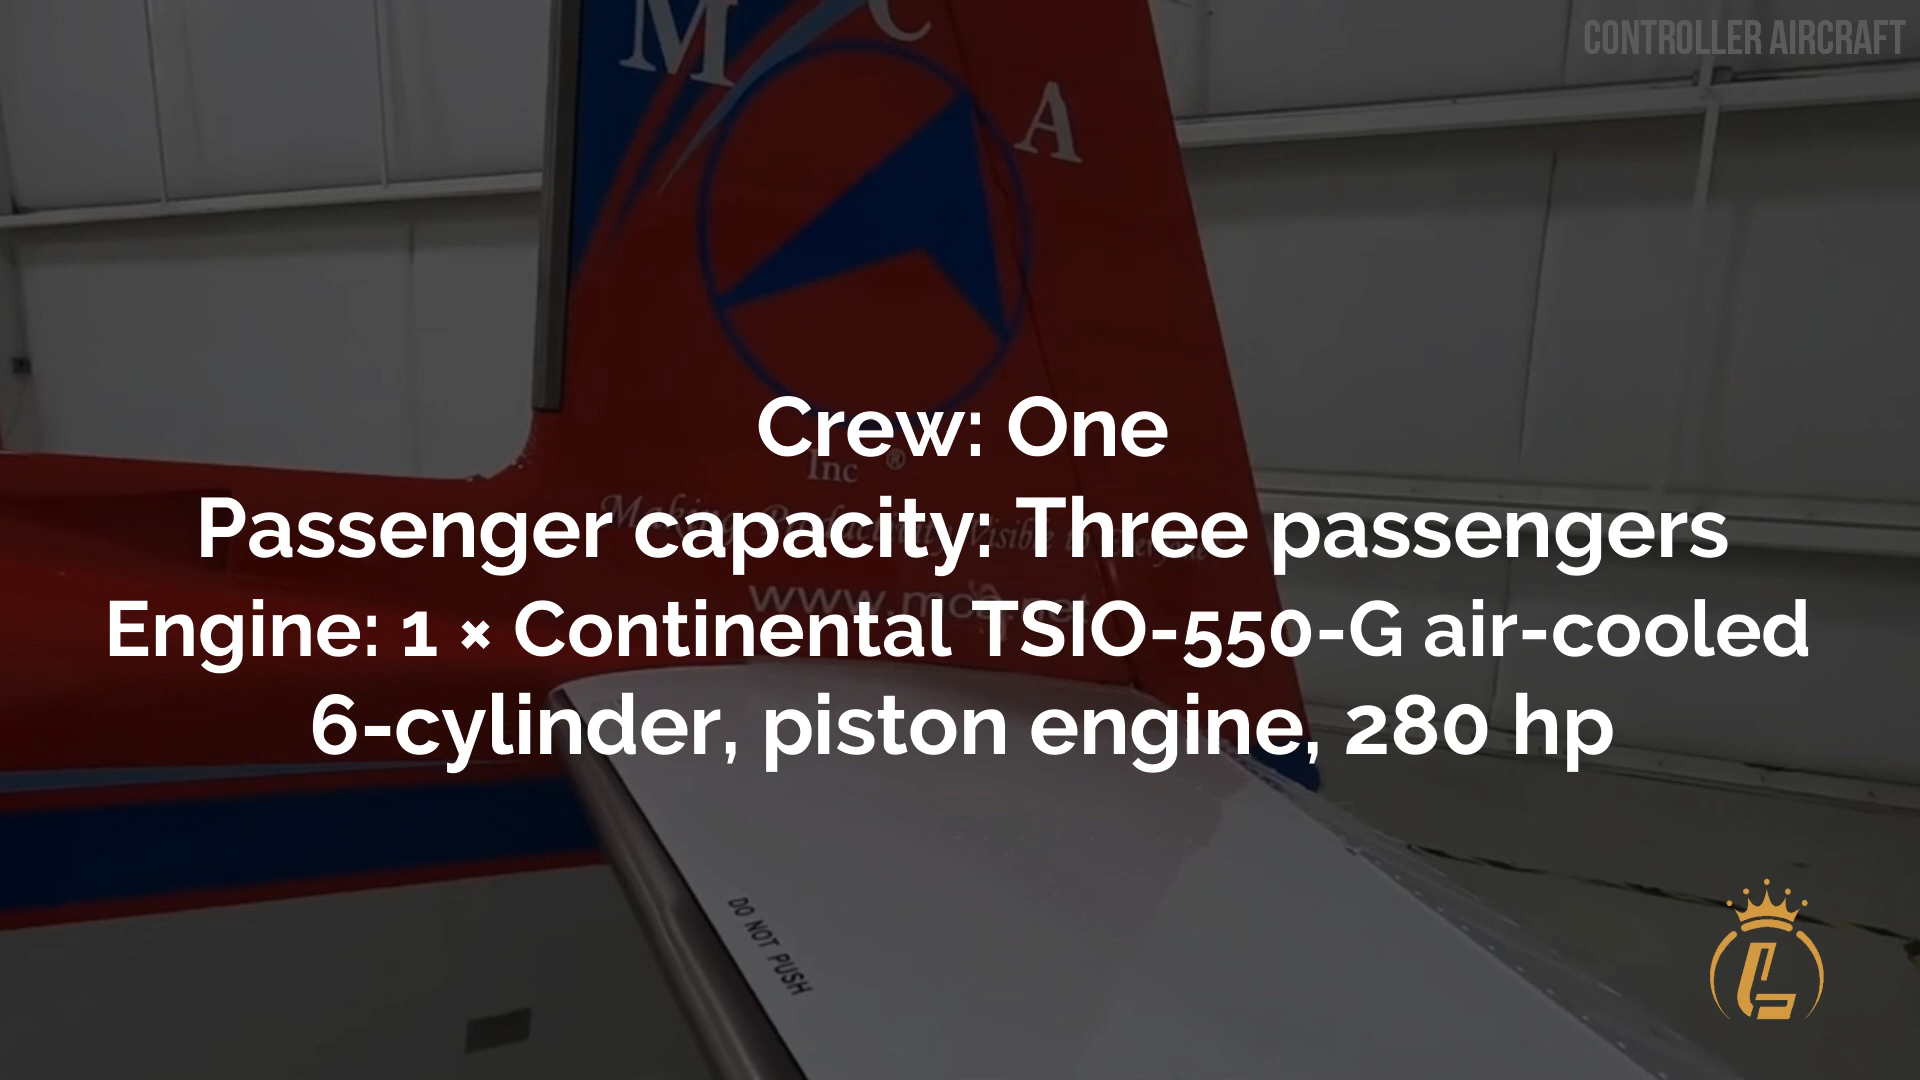 CONTROLLER AIRCRAFT
M C A
Crew: One
Inc ®
Passenger capacity: Three passengers
Engine: 1 × Continental TSIO-550-G air-cooled
6-cylinder, piston engine, 280 hp
DO NOT PUSH